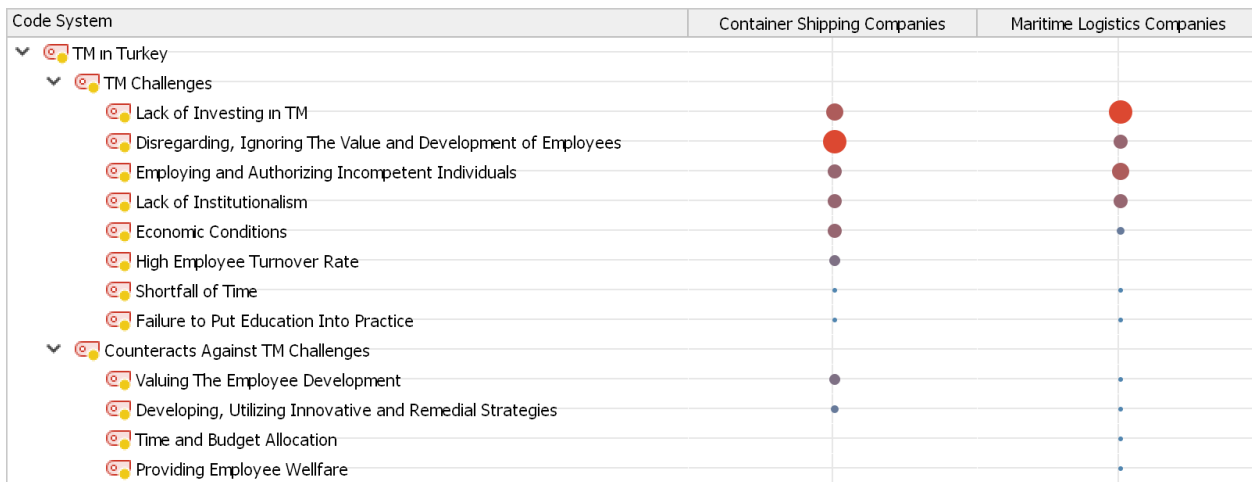 Code System Container Shipping Companies Maritime Logistics Companies
TM ın Turkey
TM Challenges
Lack of Investing ın TM
Disregarding, Ignoring The Value and Development of Employees
Employing and Authorizing Incompetent Individuals
Lack of Institutionalism
Economic Conditions
High Employee Turnover Rate
Shortfall of Time
Failure to Put Education Into Practice
Counteracts Against TM Challenges
Valuing The Employee Development
Developing, Utilizing Innovative and Remedial Strategies
Time and Budget Allocation
Providing Employee Wellfare